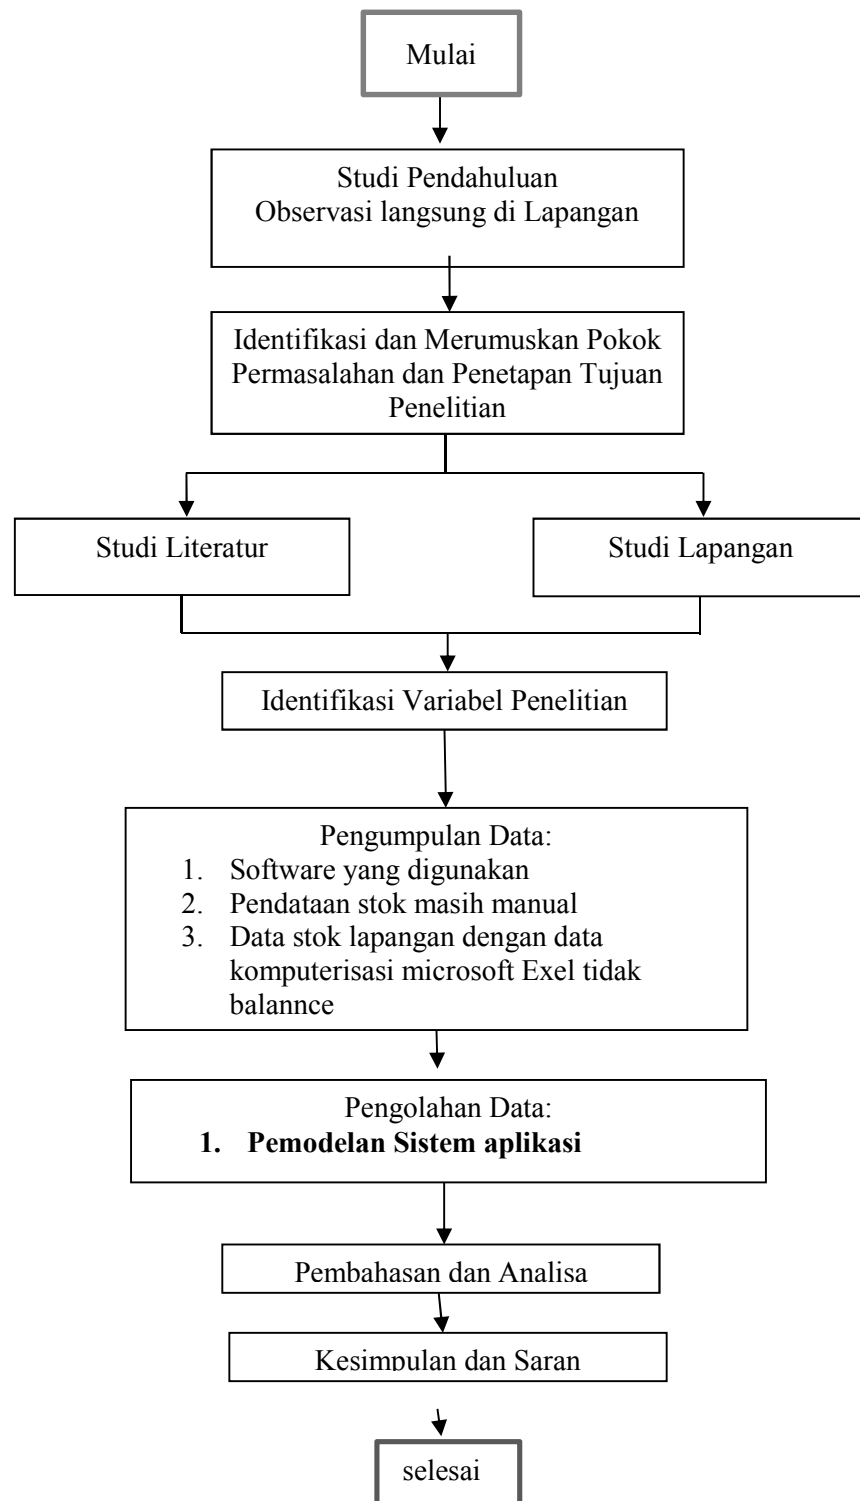 Mulai
Studi Pendahuluan
Observasi langsung di Lapangan
Identifikasi dan Merumuskan Pokok
Permasalahan dan Penetapan Tujuan
Penelitian
Studi Literatur
Studi Lapangan
Identifikasi Variabel Penelitian
Pengumpulan Data:
1. Software yang digunakan
2. Pendataan stok masih manual
3. Data stok lapangan dengan data
komputerisasi microsoft Exel tidak
balannce
Pengolahan Data:
1. Pemodelan Sistem aplikasi
Pembahasan dan Analisa
Kesimpulan dan Saran
selesai